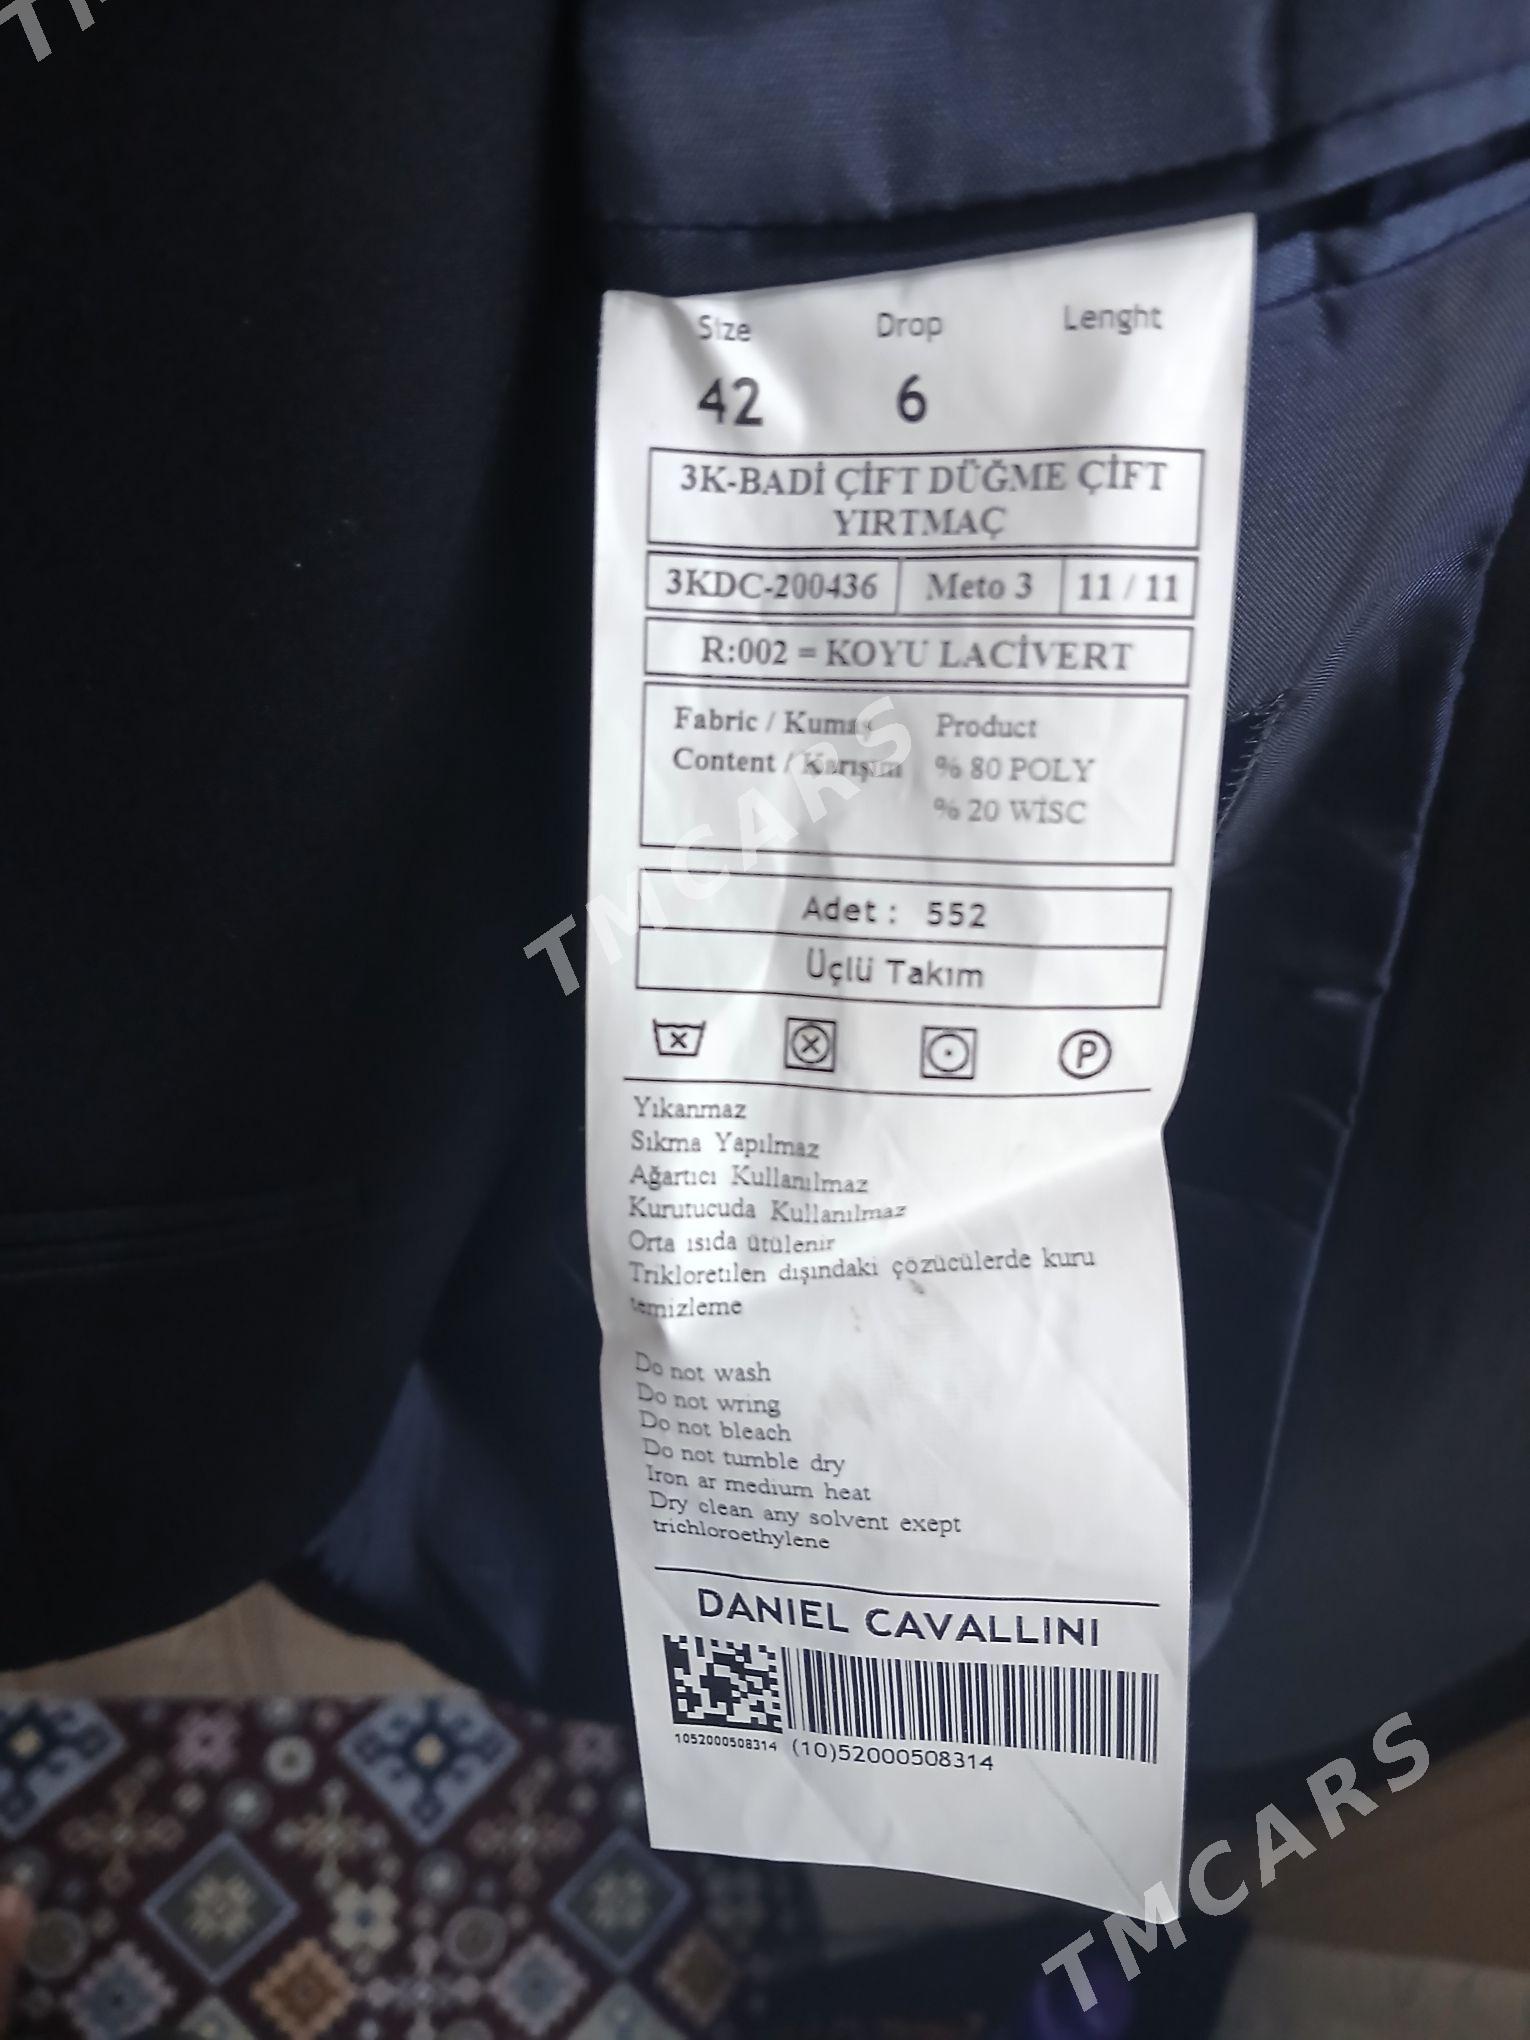 Size Drop Lenght
42 6
3K-BADİ ÇİFT DÜĞME ÇİFT
YIRTMAÇ
3KDC-200436 Meto 3 11 / 11
R:002 = KOYU LACİVERT
Fabric / Kumaş Product
Content / Karışım % 80 POLY
% 20 WİSC
Adet : 552
Üçlü Takım
P
Yıkanmaz
Sıkma Yapılmaz
Ağartıcı Kullanılmaz
Kurutucuda Kullanılmaz
Orta ısıda ütülenir
Trikloretilen dışındaki çözücülerde kuru
temizleme
Do not wash
Do not wring
Do not bleach
Do not tumble dry
Iron ar medium heat
Dry clean any solvent exept
trichloroethylene
DANIEL CAVALLINI
1052000508314 (10)52000508314
TMCARS
TMCARS